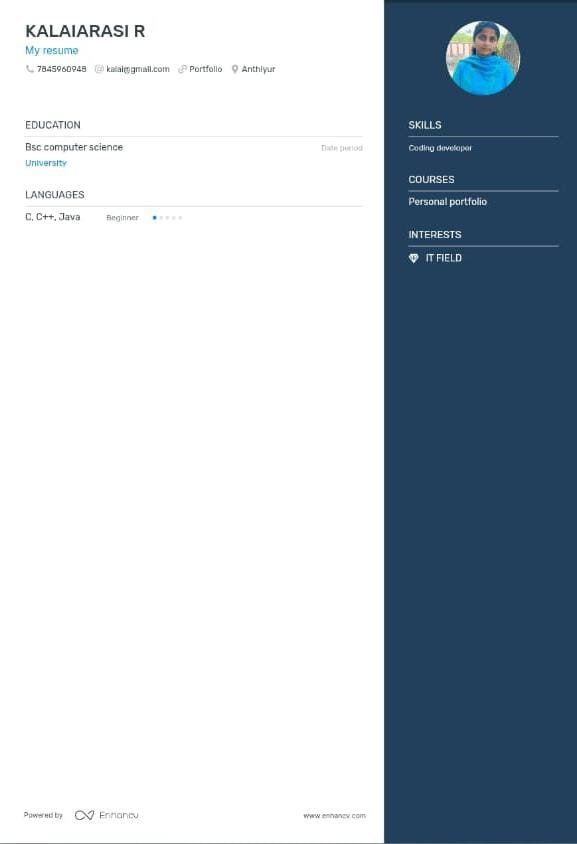 KALAIARASI R
My resume
7845960948 kalai@gmail.com Portfolio Anthiyur
EDUCATION
Bsc computer science Date period
University
LANGUAGES
C, C++, Java Beginner
SKILLS
Coding developer
COURSES
Personal portfolio
INTERESTS
IT FIELD
Powered by Enhancv www.enhancv.com